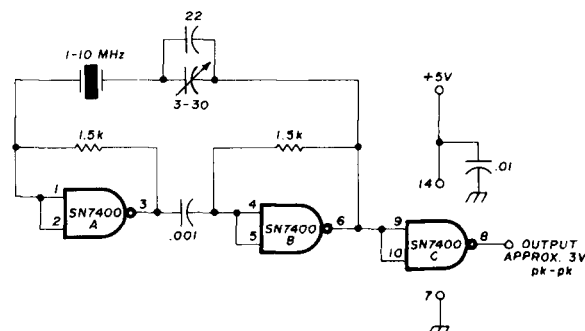 22
1-10 MHz
3-30
+5V
1.5k
1.5k
.01
14
1
2
SN7400
A
3
.001
4
5
SN7400
B
6
9
10
SN7400
C
8
OUTPUT
APPROX. 3V
pk-pk
7